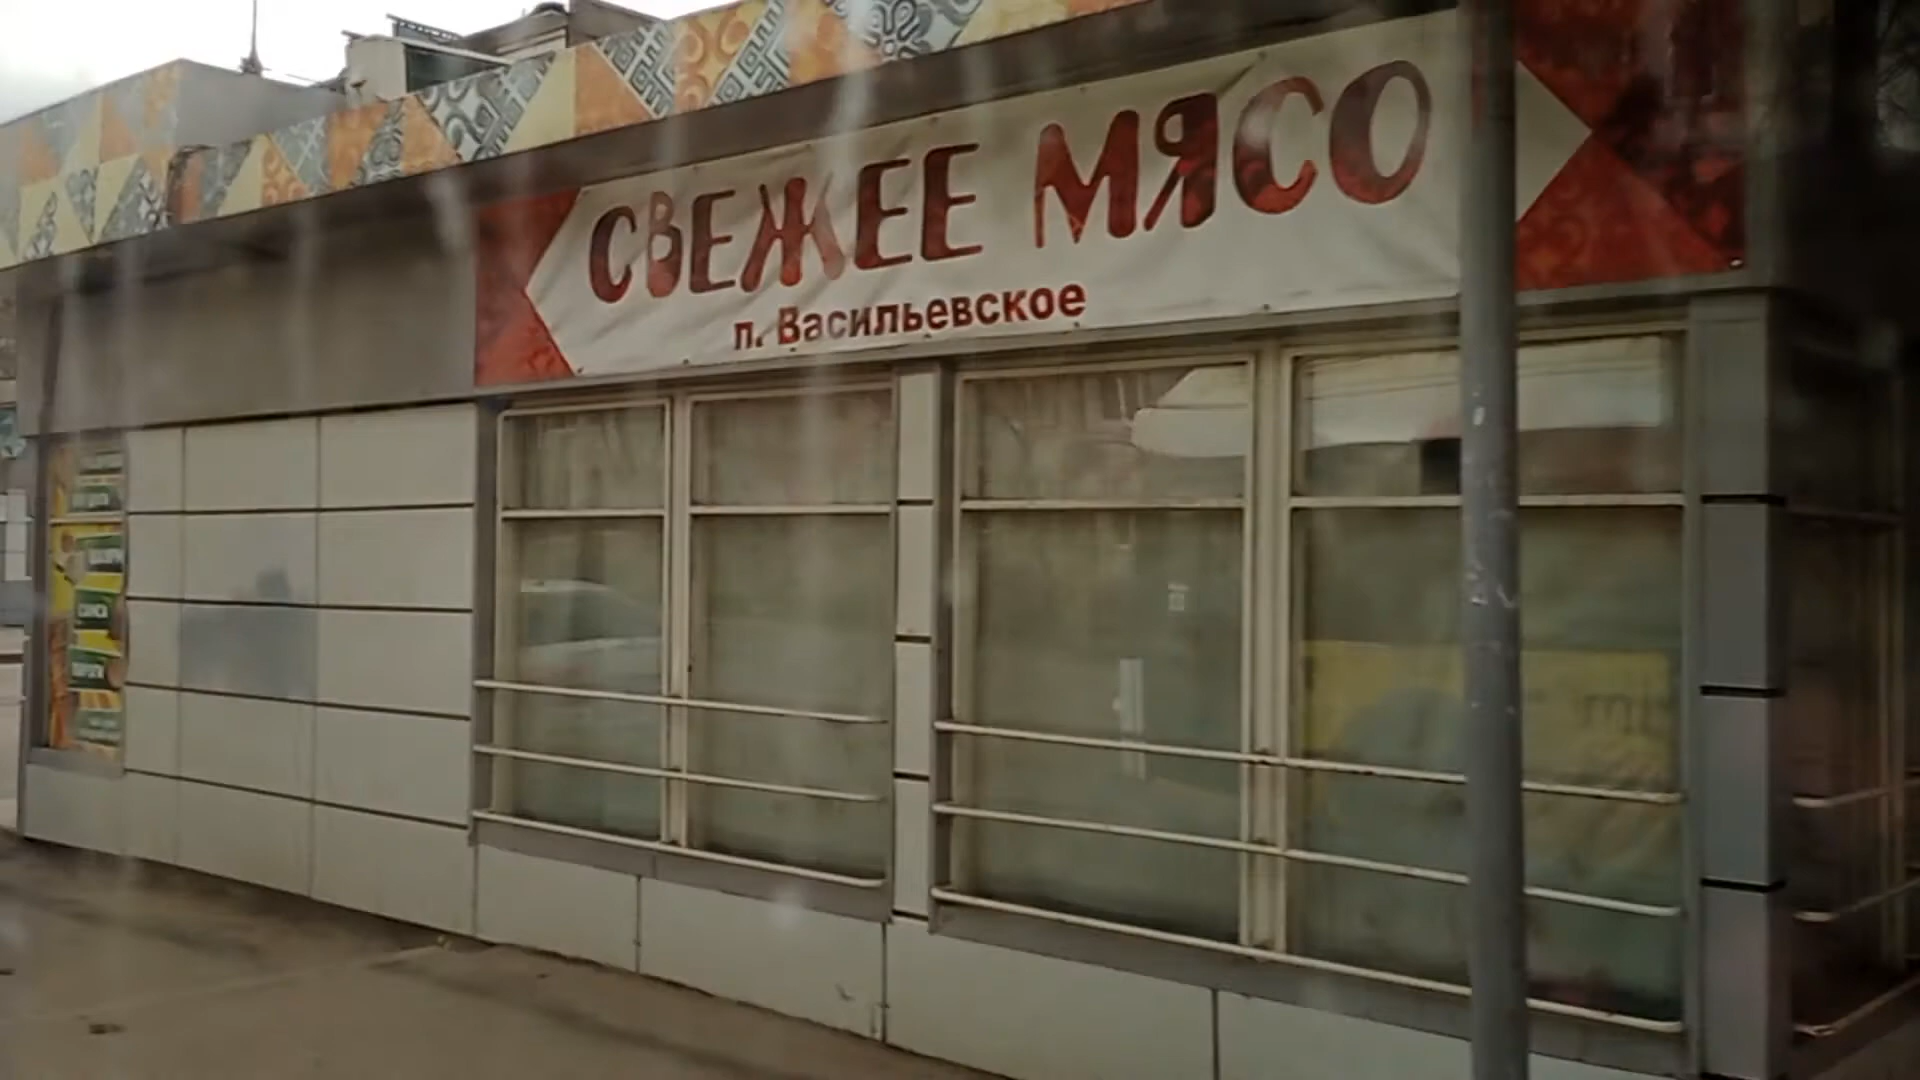 СВЕЖЕЕ МЯСО
п. Васильевское